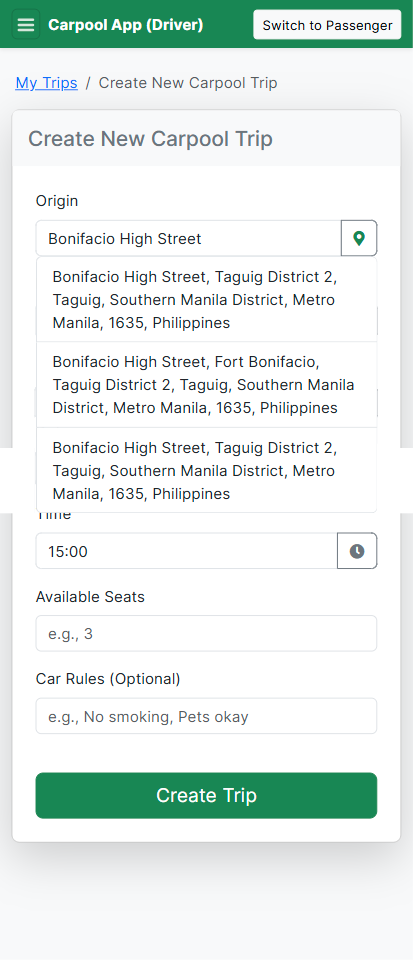 Carpool App (Driver)
Switch to Passenger
My Trips / Create New Carpool Trip
Create New Carpool Trip
Origin
Bonifacio High Street
Bonifacio High Street, Taguig District 2,
Taguig, Southern Manila District, Metro
Manila, 1635, Philippines
Bonifacio High Street, Fort Bonifacio,
Taguig District 2, Taguig, Southern Manila
District, Metro Manila, 1635, Philippines
Bonifacio High Street, Taguig District 2,
Taguig, Southern Manila District, Metro
Manila, 1635, Philippines
Time
15:00
Available Seats
e.g., 3
Car Rules (Optional)
e.g., No smoking, Pets okay
Create Trip